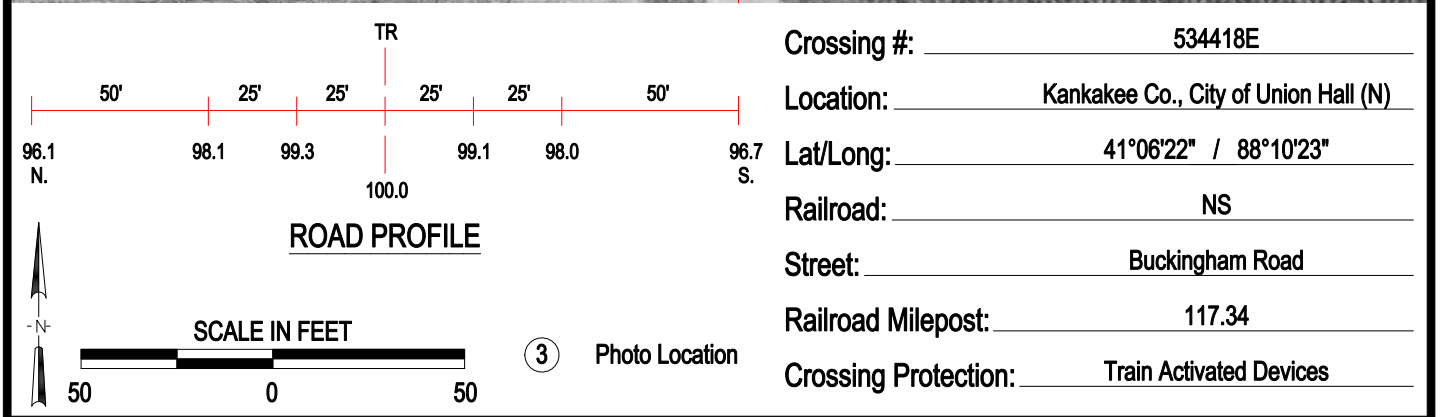 TR
50' 25' 25' 25' 25' 50'
96.1 98.1 99.3 99.1 98.0 96.7
N. S.
100.0
ROAD PROFILE
-N-
SCALE IN FEET
50 0 50
3 Photo Location
Crossing #: 534418E
Location: Kankakee Co., City of Union Hall (N)
Lat/Long: 41°06'22" / 88°10'23"
Railroad: NS
Street: Buckingham Road
Railroad Milepost: 117.34
Crossing Protection: Train Activated Devices